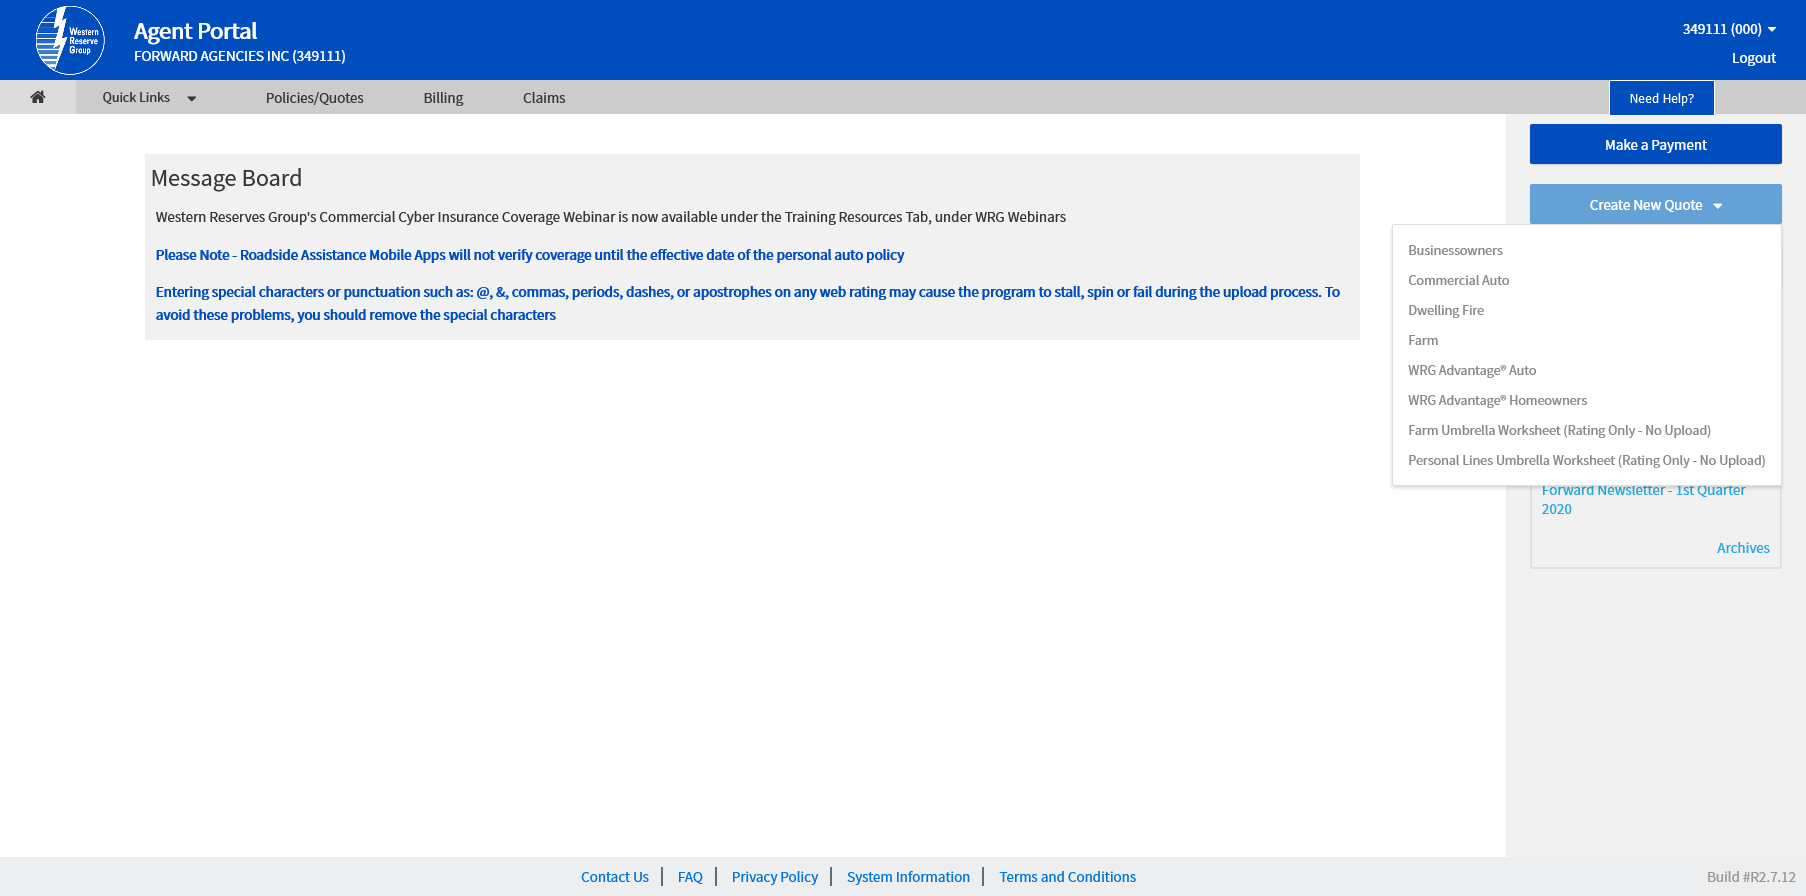 Western
Reserve
Group
Agent Portal
FORWARD AGENCIES INC (349111)
349111 (000)
Logout
Quick Links
Policies/Quotes
Billing
Claims
Need Help?
Message Board
Western Reserves Group's Commercial Cyber Insurance Coverage Webinar is now available under the Training Resources Tab, under WRG Webinars
Please Note - Roadside Assistance Mobile Apps will not verify coverage until the effective date of the personal auto policy
Entering special characters or punctuation such as: @, &, commas, periods, dashes, or apostrophes on any web rating may cause the program to stall, spin or fail during the upload process. To
avoid these problems, you should remove the special characters
Make a Payment
Create New Quote
Businessowners
Commercial Auto
Dwelling Fire
Farm
WRG Advantage® Auto
WRG Advantage® Homeowners
Farm Umbrella Worksheet (Rating Only - No Upload)
Personal Lines Umbrella Worksheet (Rating Only - No Upload)
Forward Newsletter - 1st Quarter
2020
Archives
Contact Us
FAQ
Privacy Policy
System Information
Terms and Conditions
Build #R2.7.12